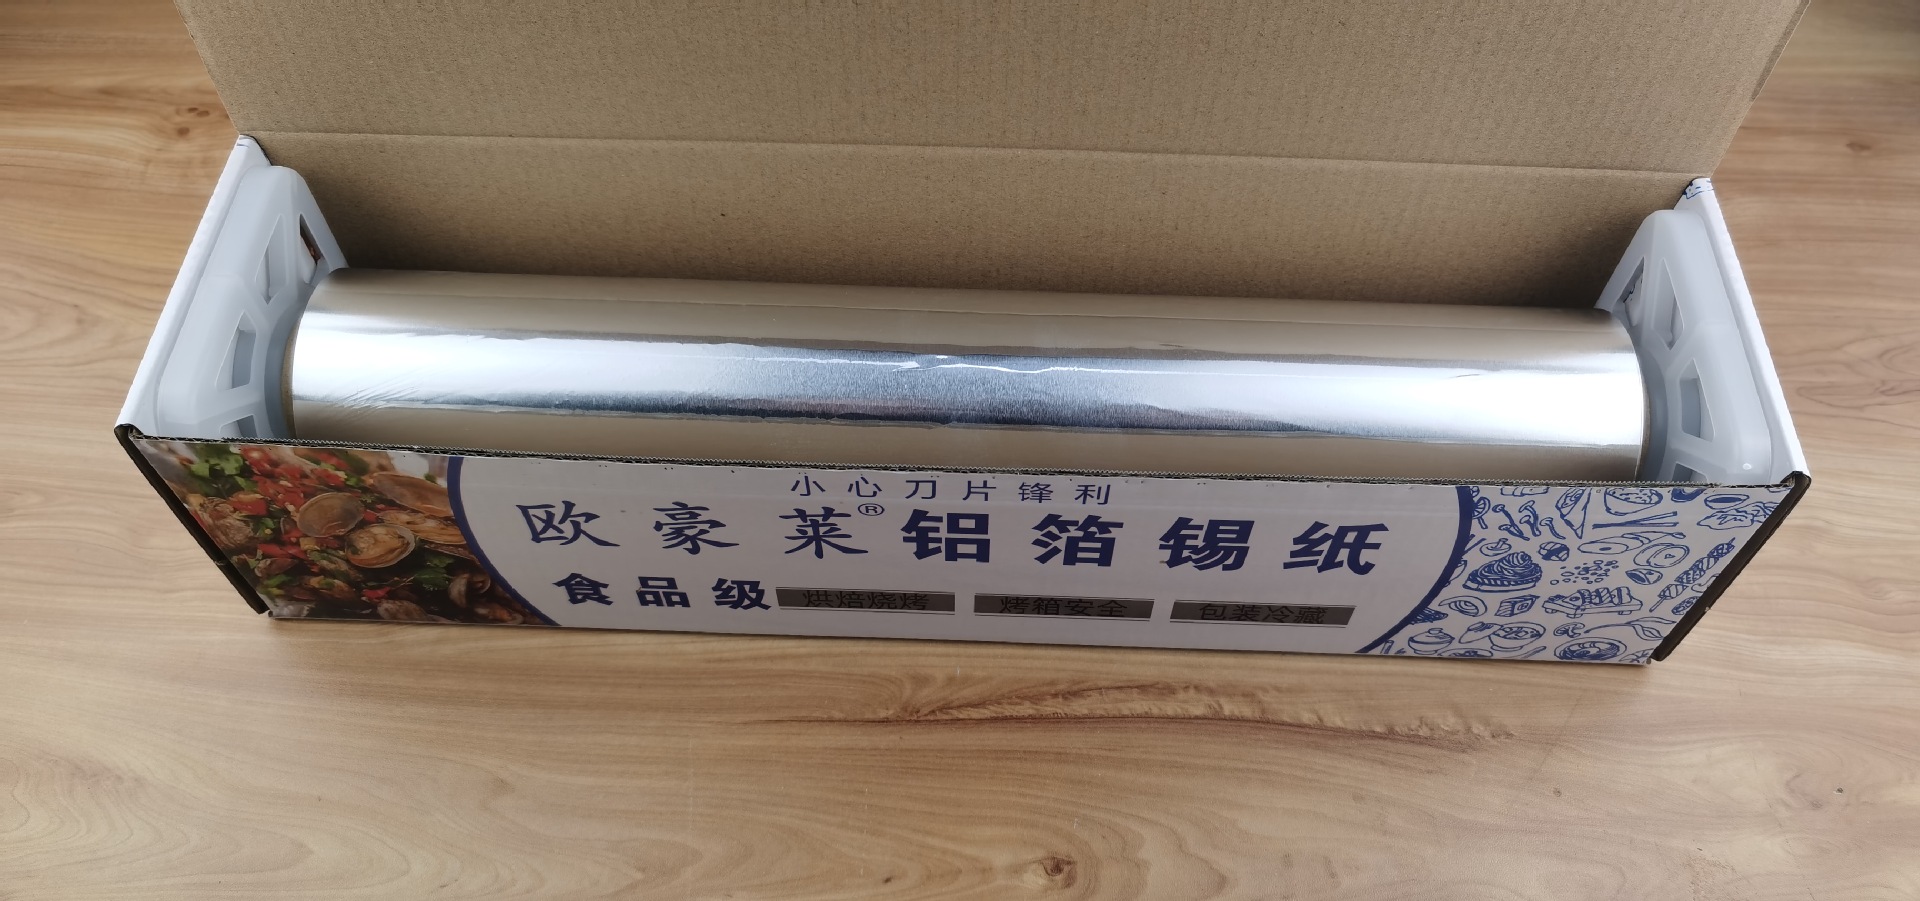 小心刀片锋利
欧豪莱®铝箔锡纸
食品级 烘焙烧烤 烤箱安全 包装冷藏